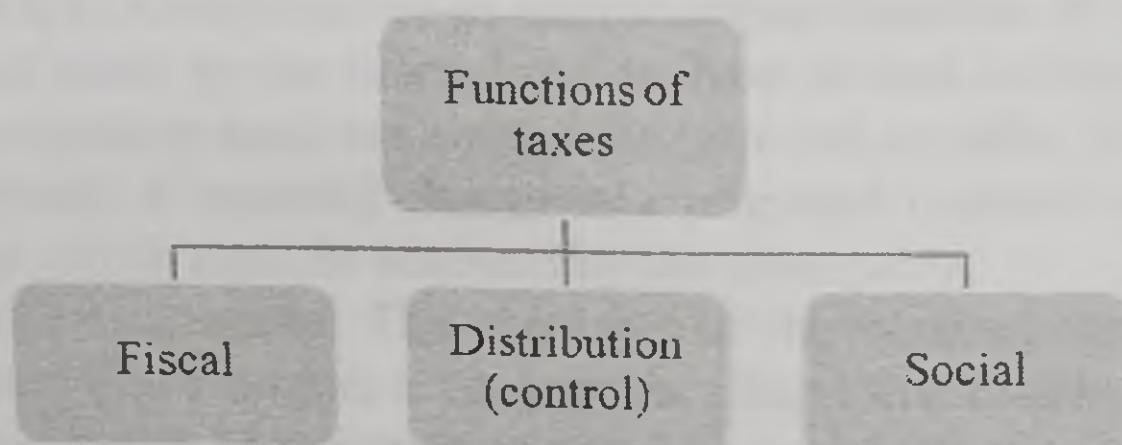 Functions of
taxes
Fiscal
Distribution
(control)
Social